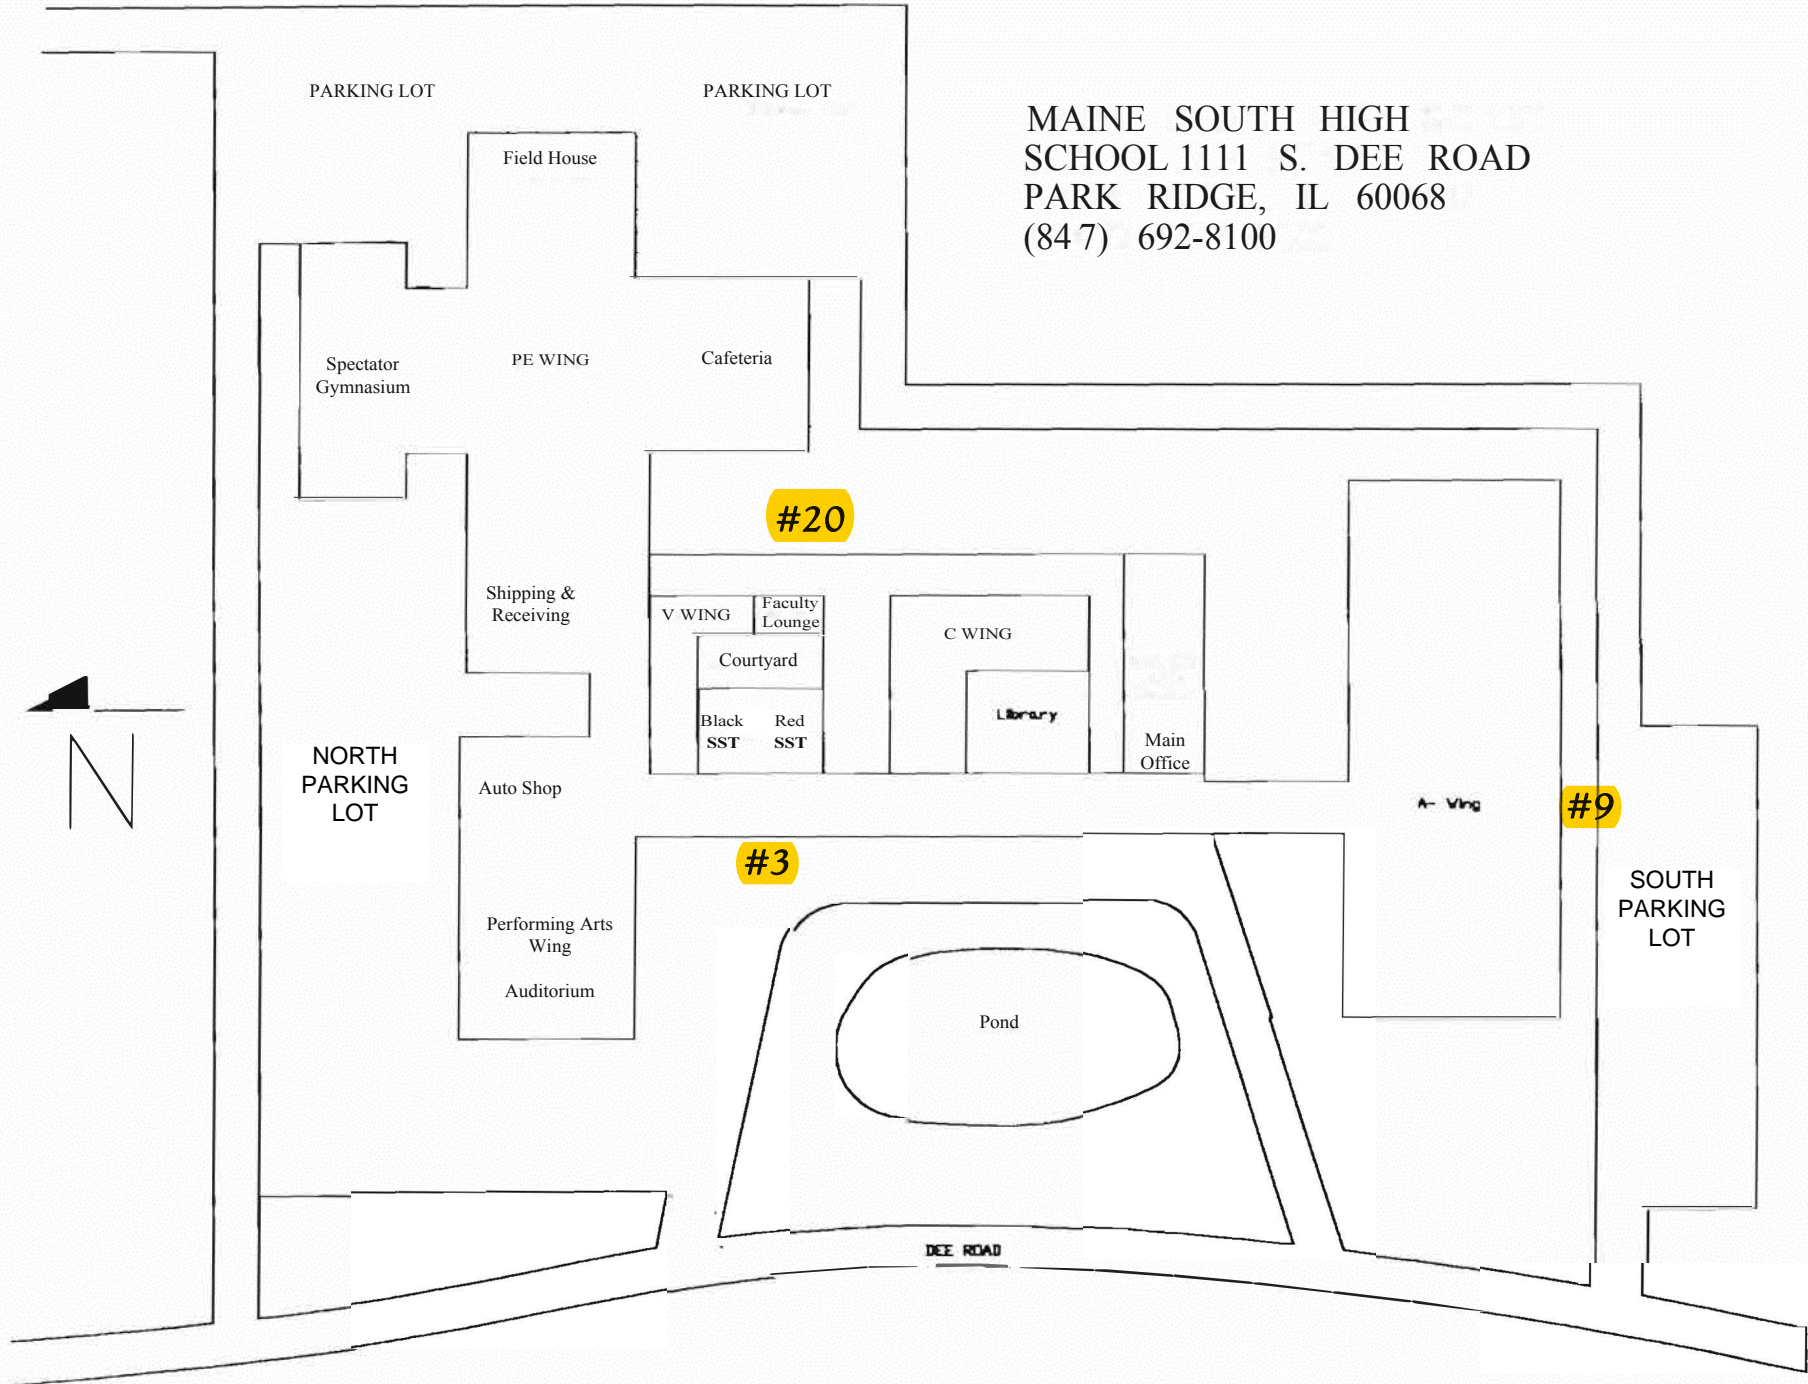 PARKING LOT
PARKING LOT
MAINE SOUTH HIGH
SCHOOL 1111 S. DEE ROAD
PARK RIDGE, IL 60068
(847) 692-8100
Field House
Spectator
Gymnasium
PE WING
Cafeteria
#20
Shipping &
Receiving
V WING
Faculty
Lounge
C WING
Courtyard
Black
SST
Red
SST
Library
Main
Office
N
NORTH
PARKING
LOT
Auto Shop
A- Wing
#9
#3
SOUTH
PARKING
LOT
Performing Arts
Wing
Auditorium
Pond
DEE ROAD